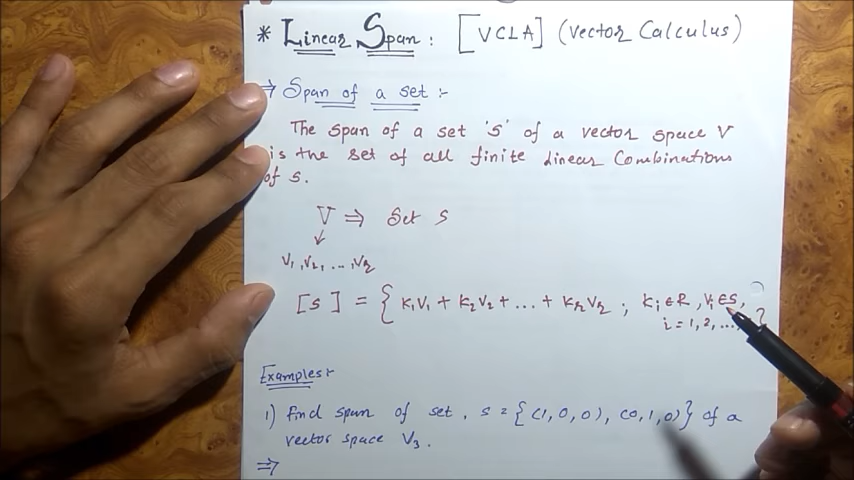 * Linear Span : [VCLA] (Vector Calculus)
⇒ Span of a set :-
The span of a set 's' of a vector space V
is the set of all finite Linear Combinations
of s.
V ⇒ Set S
↓
V₁, V₂, ..., Vr
[s] = { K₁V₁ + K₂V₂ + ... + KrVr ; Ki ∈ R, Vi ∈ S,
i = 1, 2, ... }
Examples:-
1) find span of set, s = {(1, 0, 0), (0, 1, 0)} of a
vector space V₃.
⇒